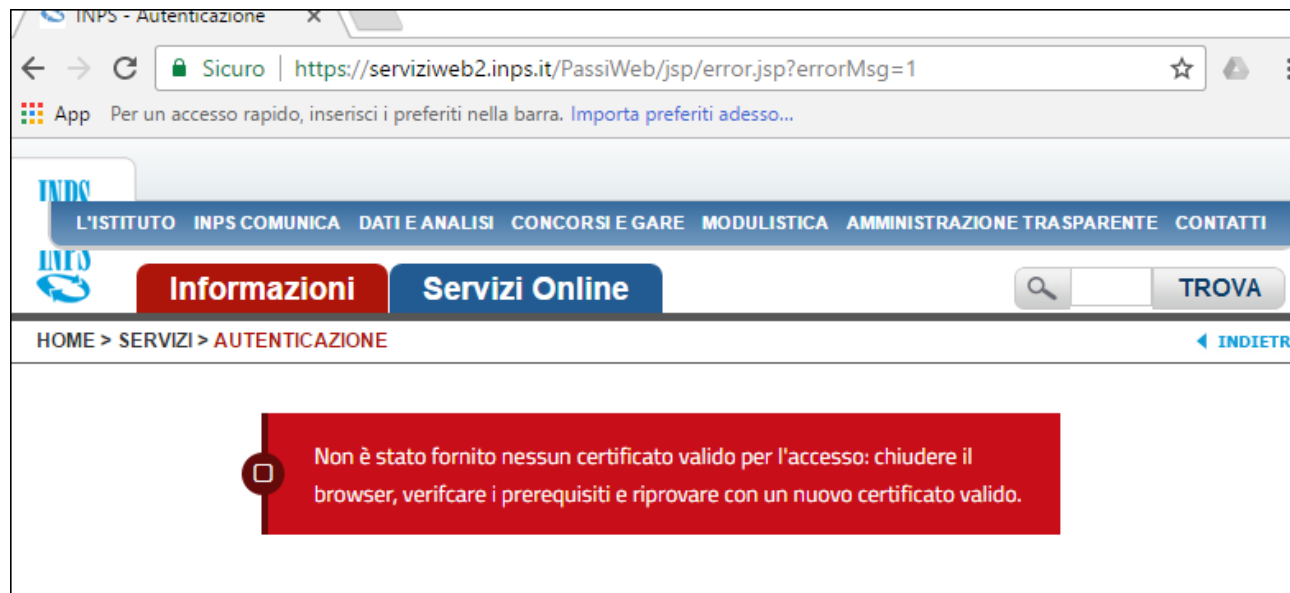 INPS - Autenticazione
Sicuro | https://serviziweb2.inps.it/PassiWeb/jsp/error.jsp?errorMsg=1
App Per un accesso rapido, inserisci i preferiti nella barra. Importa preferiti adesso...
INPS
L'ISTITUTO INPS COMUNICA DATI E ANALISI CONCORSI E GARE MODULISTICA AMMINISTRAZIONE TRASPARENTE CONTATTI
INPS
Informazioni Servizi Online TROVA
HOME > SERVIZI > AUTENTICAZIONE INDIETR
Non è stato fornito nessun certificato valido per l'accesso: chiudere il
browser, verifcare i prerequisiti e riprovare con un nuovo certificato valido.